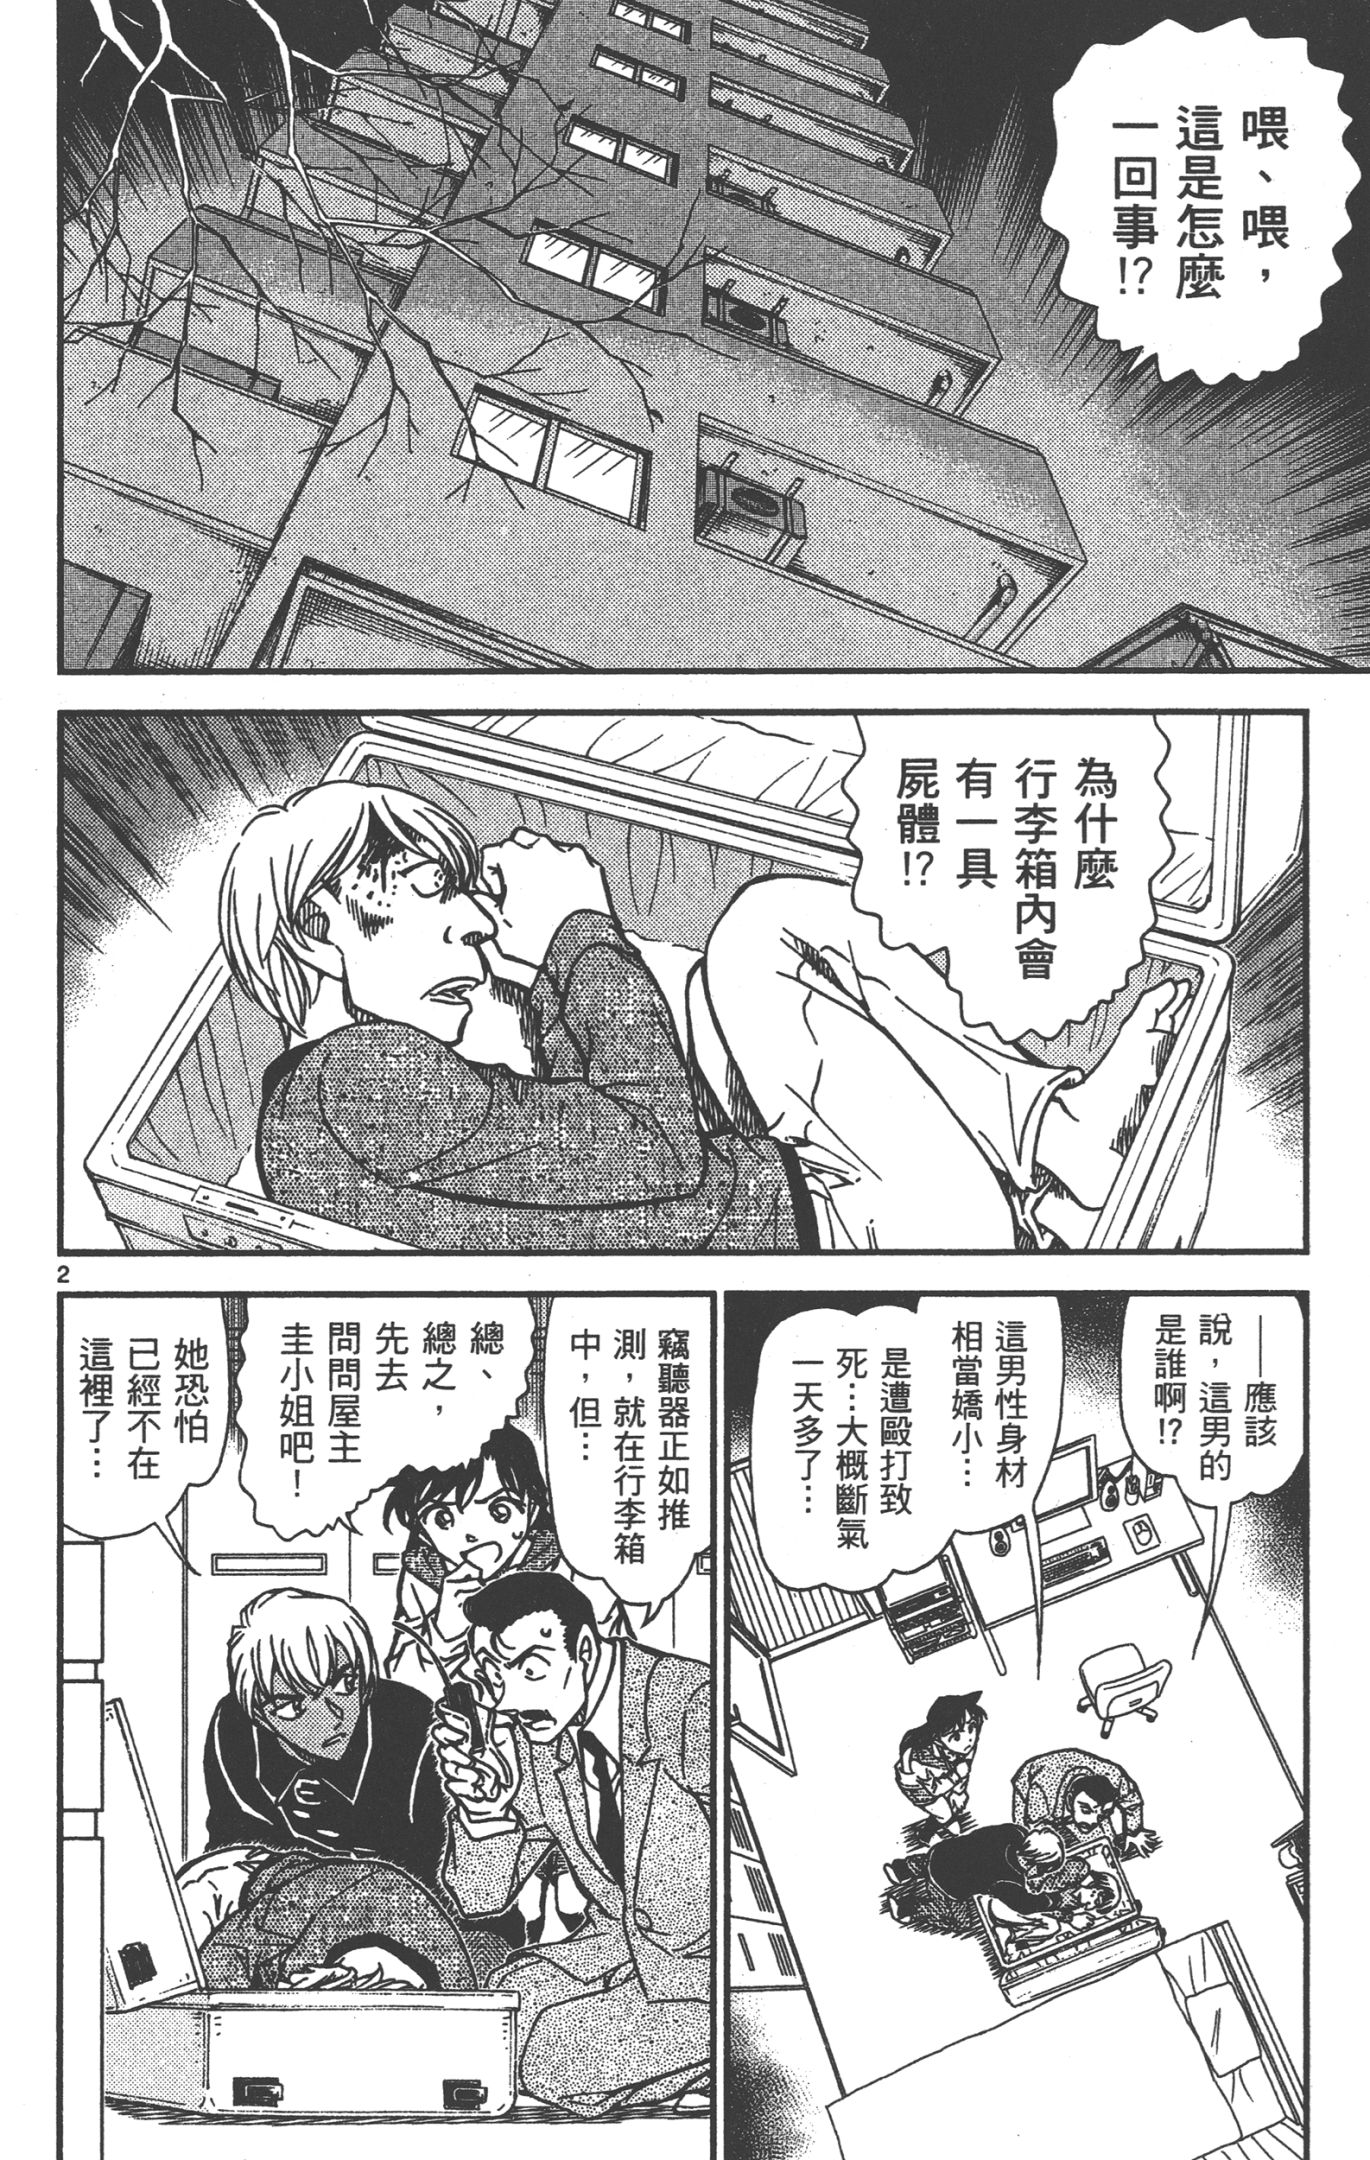 喂、喂，
這是怎麼
一回事!?
為什麼
行李箱內會
有一具
屍體!?
──應該
說，這男的
是誰啊!?
這男性身材
相當嬌小…
是遭毆打致
死…大概斷氣
一天多了…
竊聽器正如推
測，就在行李箱
中，但…
總、
總之，
先去
問問屋主
圭小姐吧！
她恐怕
已經不在
這裡了…
2